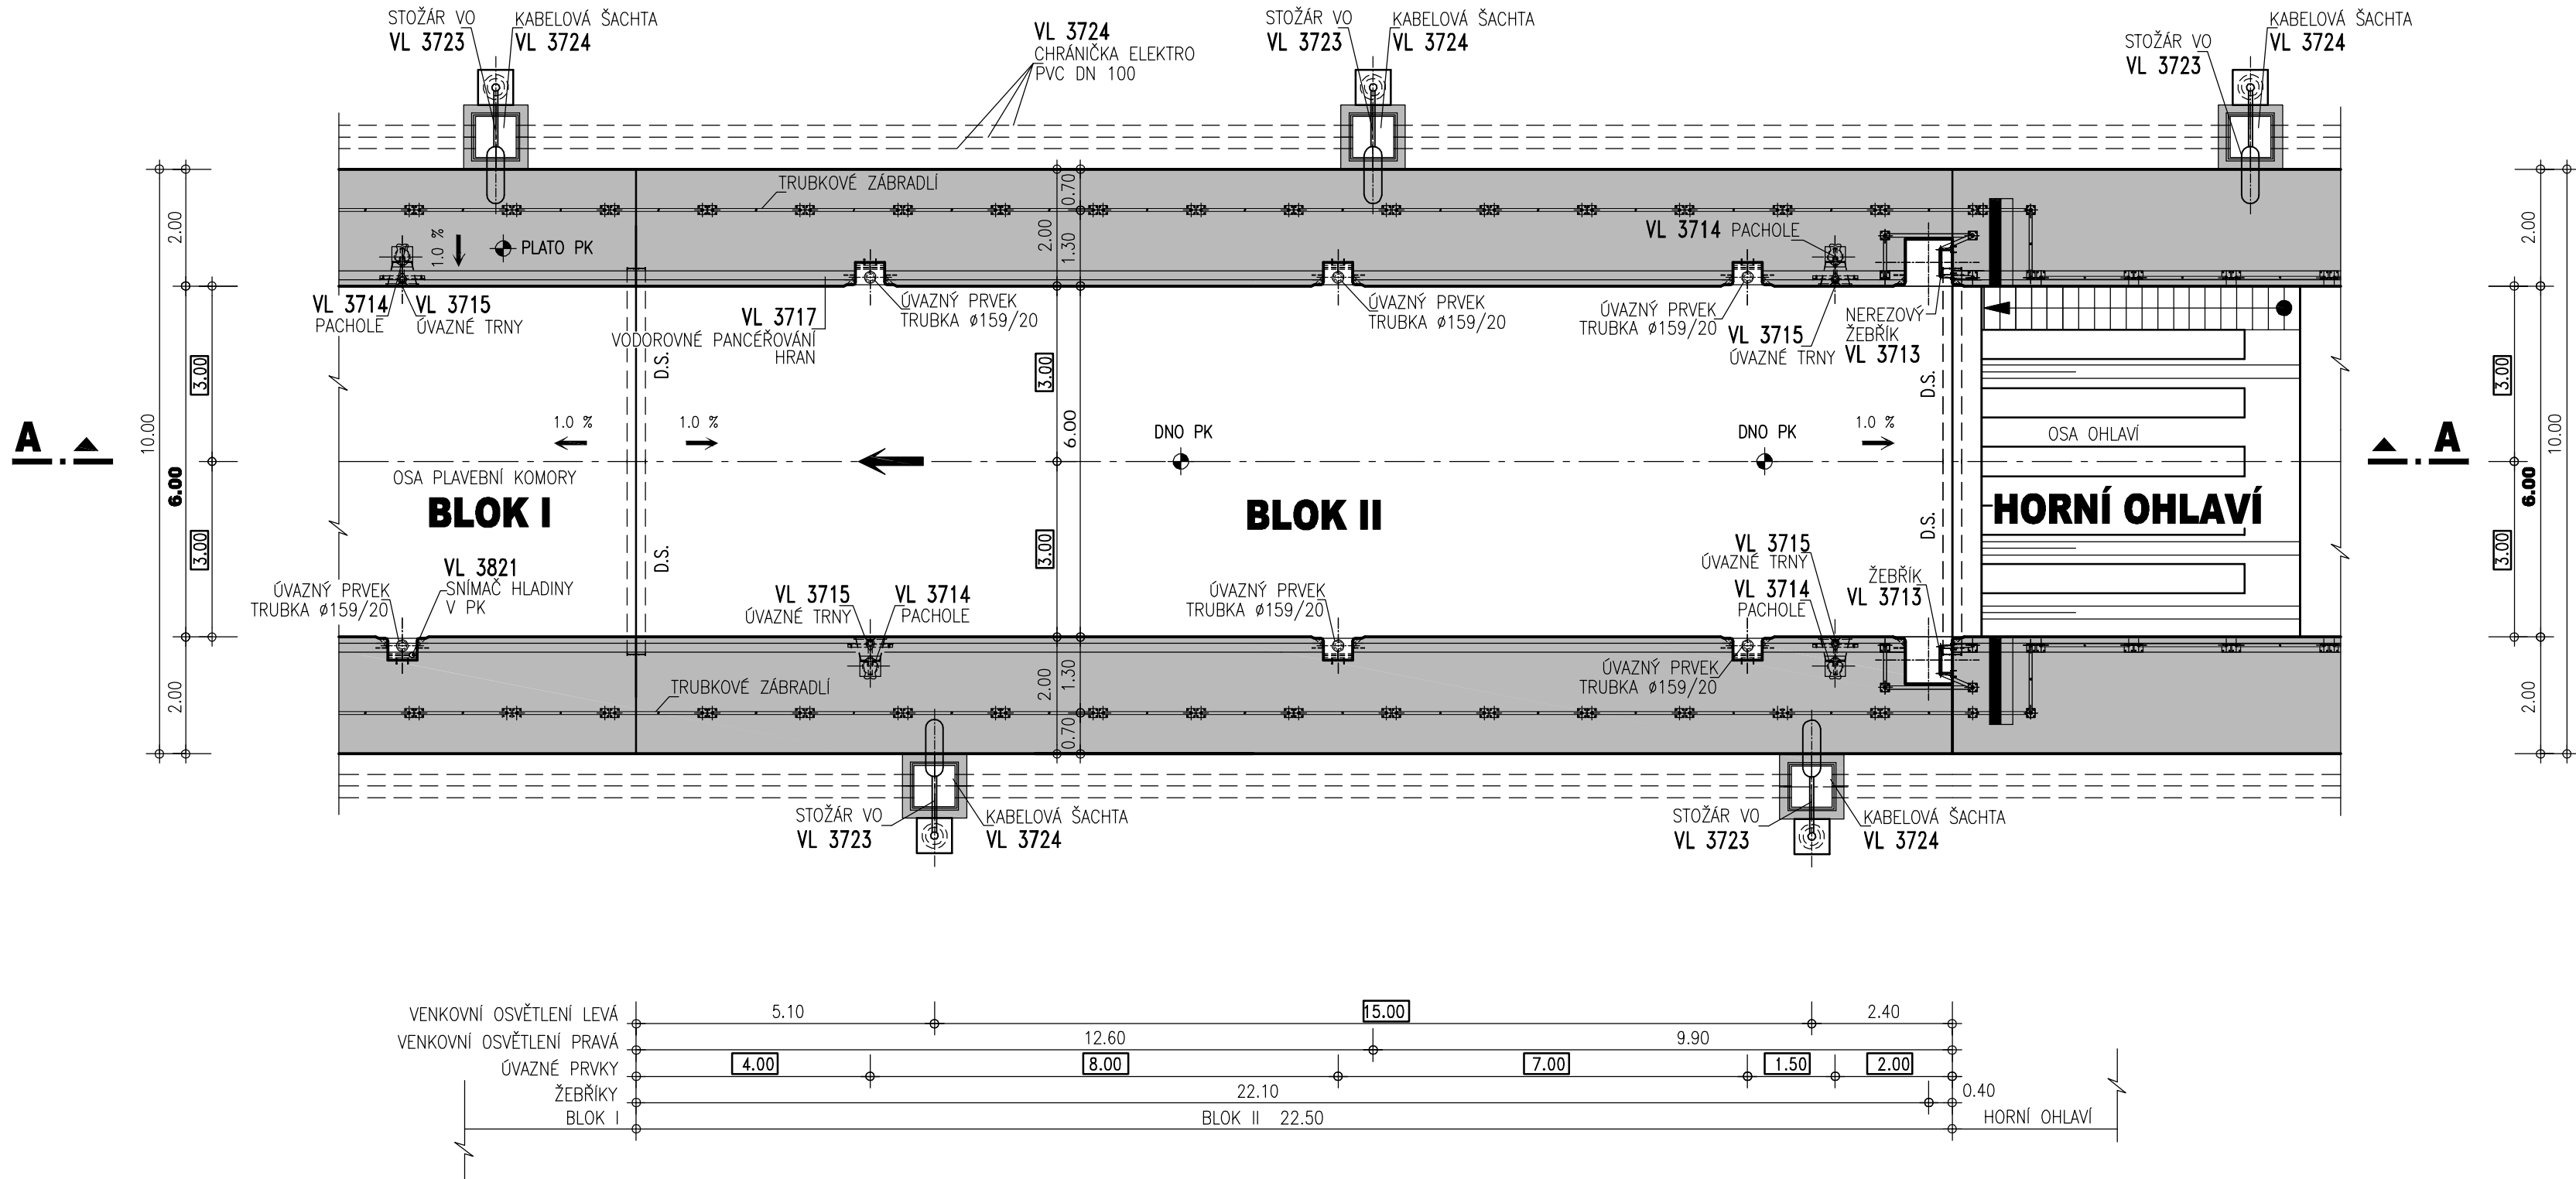 STOŽÁR VO
VL 3723
KABELOVÁ ŠACHTA
VL 3724
VL 3724
CHRÁNIČKA ELEKTRO
PVC DN 100
STOŽÁR VO
VL 3723
KABELOVÁ ŠACHTA
VL 3724
STOŽÁR VO
VL 3723
KABELOVÁ ŠACHTA
VL 3724
TRUBKOVÉ ZÁBRADLÍ
0.70
2.00
1.30
2.00
2.00
1.0 %
PLATO PK
VL 3714 PACHOLE
VL 3714
PACHOLE
VL 3715
ÚVAZNÉ TRNY
VL 3717
VODOROVNÉ PANCÉŘOVÁNÍ
HRAN
ÚVAZNÝ PRVEK
TRUBKA ø159/20
ÚVAZNÝ PRVEK
TRUBKA ø159/20
ÚVAZNÝ PRVEK
TRUBKA ø159/20
VL 3715
ÚVAZNÉ TRNY
NEREZOVÝ
ŽEBŘÍK
VL 3713
D.S.
D.S.
3.00
3.00
3.00
10.00
6.00
6.00
6.00
10.00
1.0 %
1.0 %
1.0 %
DNO PK
DNO PK
OSA OHLAVÍ
A
A
OSA PLAVEBNÍ KOMORY
BLOK I
BLOK II
HORNÍ OHLAVÍ
D.S.
D.S.
3.00
3.00
3.00
VL 3821
SNÍMAČ HLADINY
V PK
ÚVAZNÝ PRVEK
TRUBKA ø159/20
VL 3715
ÚVAZNÉ TRNY
VL 3714
PACHOLE
ÚVAZNÝ PRVEK
TRUBKA ø159/20
VL 3715
ÚVAZNÉ TRNY
VL 3714
PACHOLE
ŽEBŘÍK
VL 3713
ÚVAZNÝ PRVEK
TRUBKA ø159/20
TRUBKOVÉ ZÁBRADLÍ
2.00
2.00
1.30
0.70
2.00
STOŽÁR VO
VL 3723
KABELOVÁ ŠACHTA
VL 3724
STOŽÁR VO
VL 3723
KABELOVÁ ŠACHTA
VL 3724
VENKOVNÍ OSVĚTLENÍ LEVÁ 5.10 15.00 2.40
VENKOVNÍ OSVĚTLENÍ PRAVÁ 12.60 9.90
ÚVAZNÉ PRVKY 4.00 8.00 7.00 1.50 2.00
ŽEBŘÍKY 22.10 0.40
BLOK I BLOK II 22.50 HORNÍ OHLAVÍ